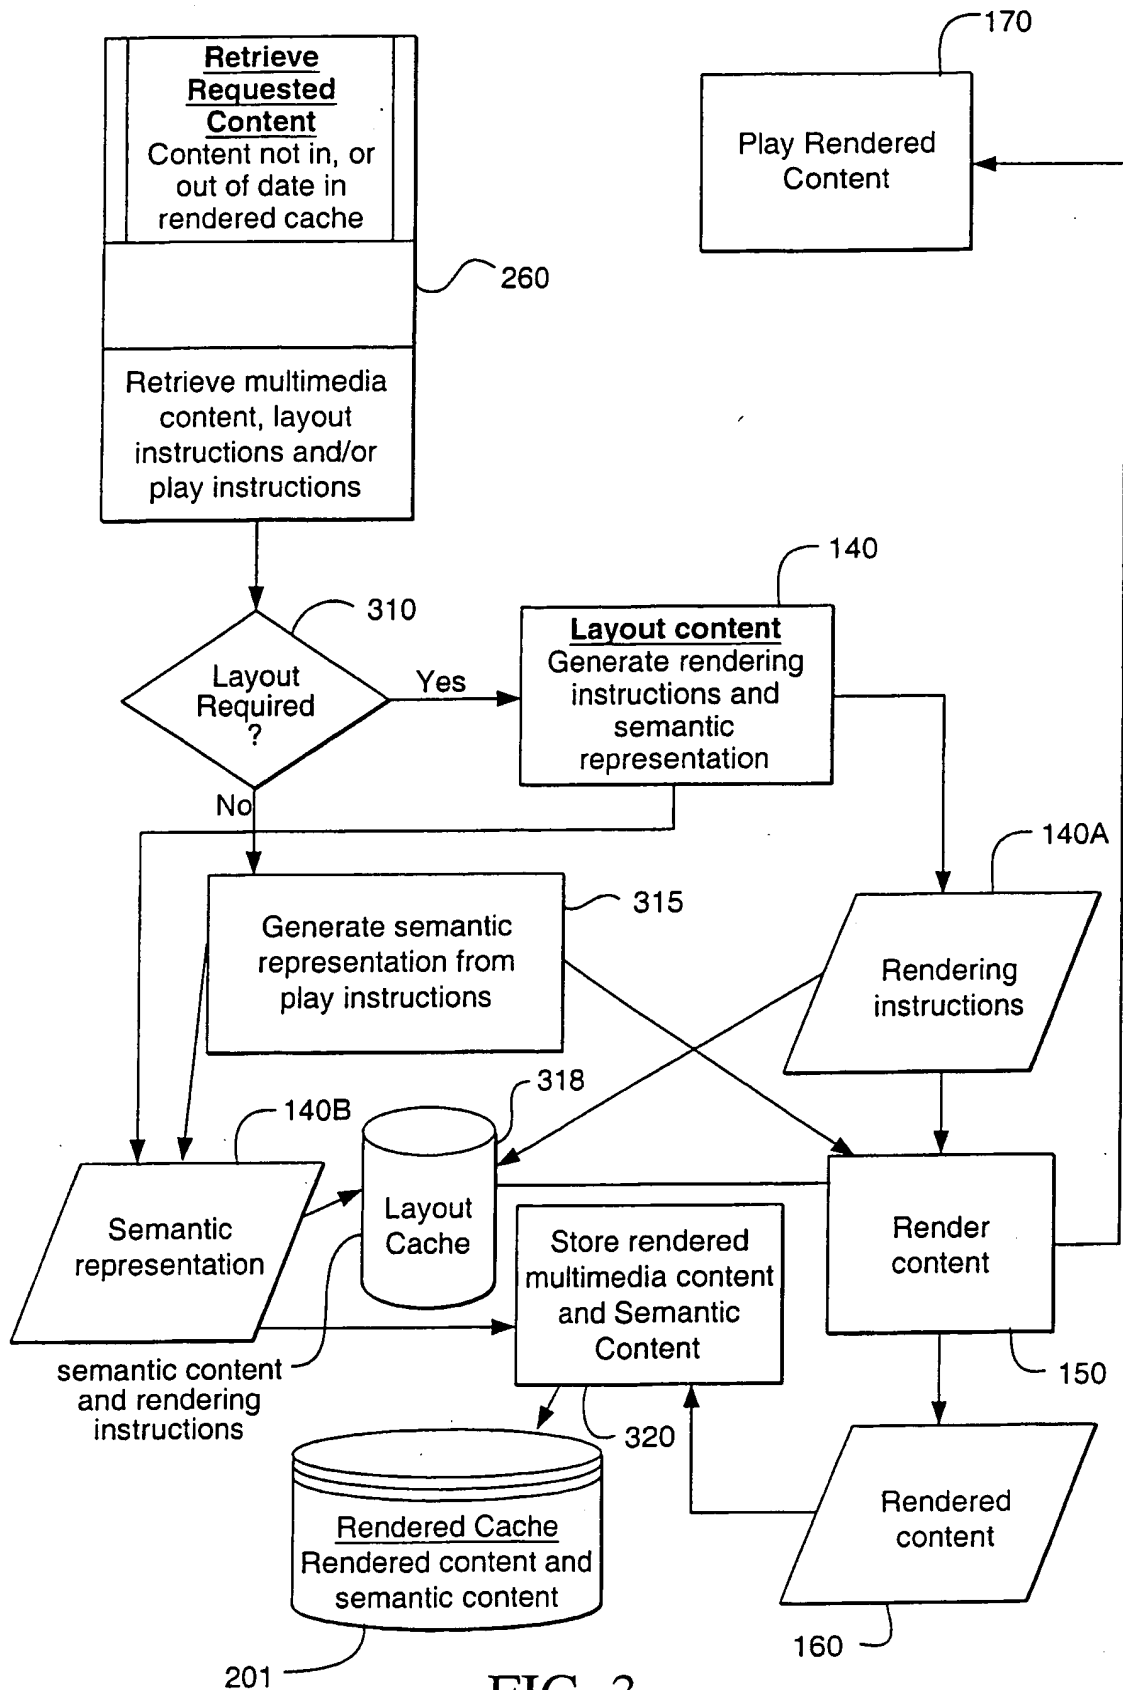 170
Retrieve
Requested
Content
Content not in, or
out of date in
rendered cache
Play Rendered
Content
260
Retrieve multimedia
content, layout
instructions and/or
play instructions
140
310
Layout content
Generate rendering
instructions and
semantic
representation
Layout
Required
?
Yes
No
140A
315
Generate semantic
representation from
play instructions
Rendering
instructions
318
140B
Layout
Cache
Semantic
representation
Render
content
Store rendered
multimedia content
and Semantic
Content
semantic content
and rendering
instructions
150
320
Rendered Cache
Rendered content and
semantic content
Rendered
content
160
201